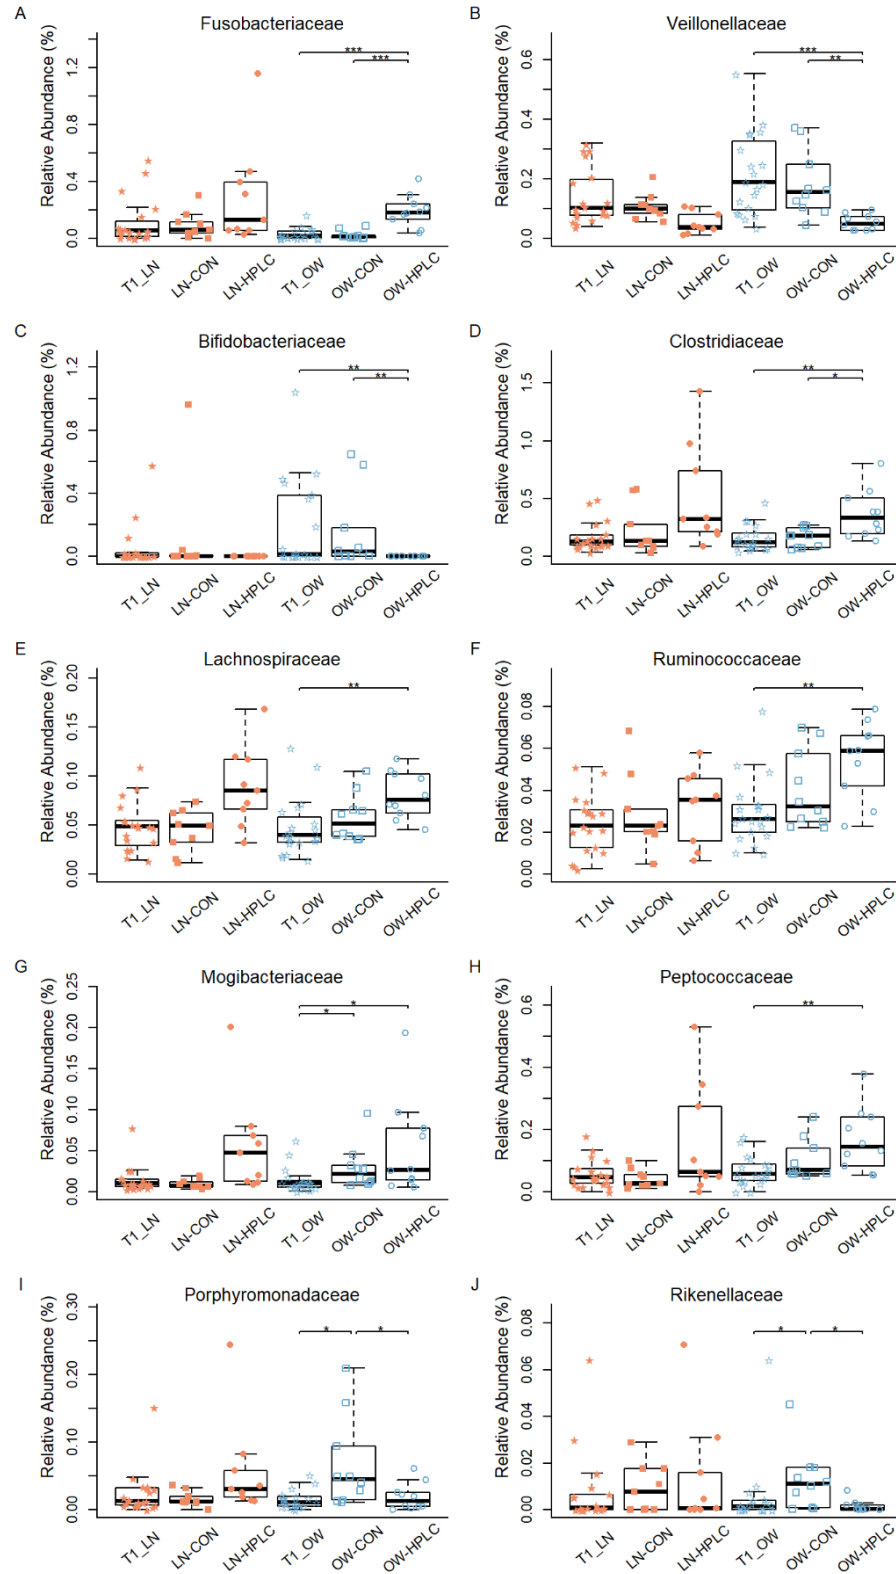 A
Fusobacteriaceae
Relative Abundance (%)
1.2
0.8
0.4
0.0
***
***
T1_LN
LN-CON
LN-HPLC
T1_OW
OW-CON
OW-HPLC
B
Veillonellaceae
Relative Abundance (%)
0.6
0.4
0.2
0.0
***
**
T1_LN
LN-CON
LN-HPLC
T1_OW
OW-CON
OW-HPLC
C
Bifidobacteriaceae
Relative Abundance (%)
1.2
0.8
0.4
0.0
**
**
T1_LN
LN-CON
LN-HPLC
T1_OW
OW-CON
OW-HPLC
D
Clostridiaceae
Relative Abundance (%)
1.5
1.0
0.5
0.0
**
*
T1_LN
LN-CON
LN-HPLC
T1_OW
OW-CON
OW-HPLC
E
Lachnospiraceae
Relative Abundance (%)
0.20
0.15
0.10
0.05
0.00
**
T1_LN
LN-CON
LN-HPLC
T1_OW
OW-CON
OW-HPLC
F
Ruminococcaceae
Relative Abundance (%)
0.08
0.06
0.04
0.02
0.00
**
T1_LN
LN-CON
LN-HPLC
T1_OW
OW-CON
OW-HPLC
G
Mogibacteriaceae
Relative Abundance (%)
0.25
0.20
0.15
0.10
0.05
0.00
*
*
T1_LN
LN-CON
LN-HPLC
T1_OW
OW-CON
OW-HPLC
H
Peptococcaceae
Relative Abundance (%)
0.6
0.4
0.2
0.0
**
T1_LN
LN-CON
LN-HPLC
T1_OW
OW-CON
OW-HPLC
I
Porphyromonadaceae
Relative Abundance (%)
0.30
0.20
0.10
0.00
*
*
T1_LN
LN-CON
LN-HPLC
T1_OW
OW-CON
OW-HPLC
J
Rikenellaceae
Relative Abundance (%)
0.08
0.06
0.04
0.02
0.00
*
*
T1_LN
LN-CON
LN-HPLC
T1_OW
OW-CON
OW-HPLC